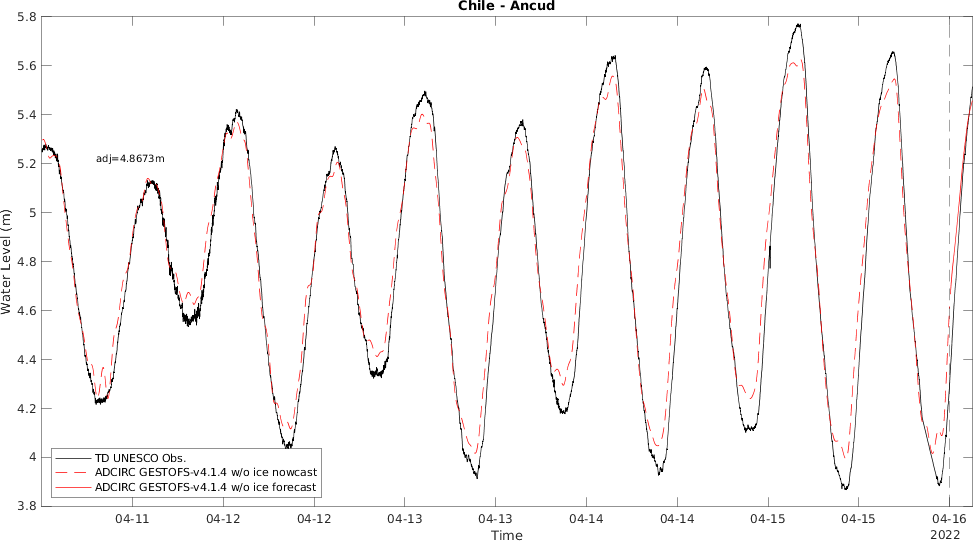 Chile - Ancud
5.8
5.6
5.4
5.2
5
4.8
4.6
4.4
4.2
4
3.8
Water Level (m)
adj=4.8673m
TD UNESCO Obs.
ADCIRC GESTOFS-v4.1.4 w/o ice nowcast
ADCIRC GESTOFS-v4.1.4 w/o ice forecast
04-11 04-12 04-12 04-13 04-13 04-14 04-14 04-15 04-15 04-16
Time 2022